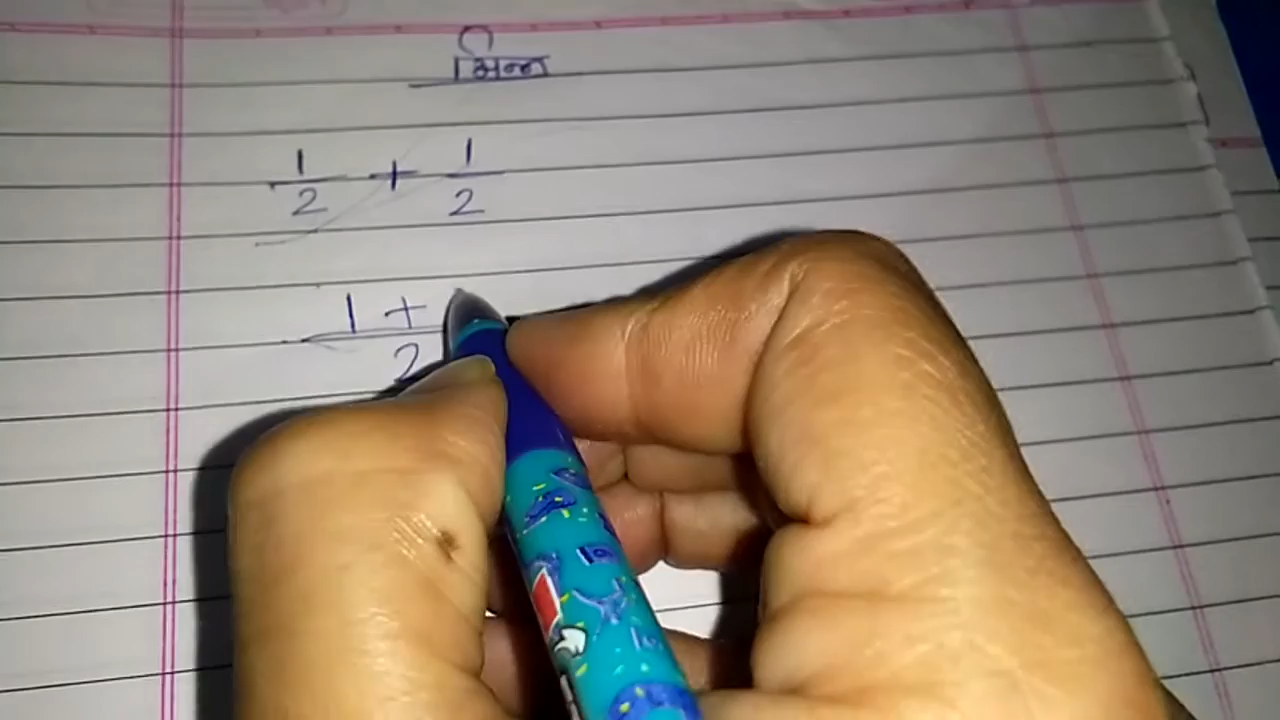 भिन्न
1/2 + 1/2
1 + / 2